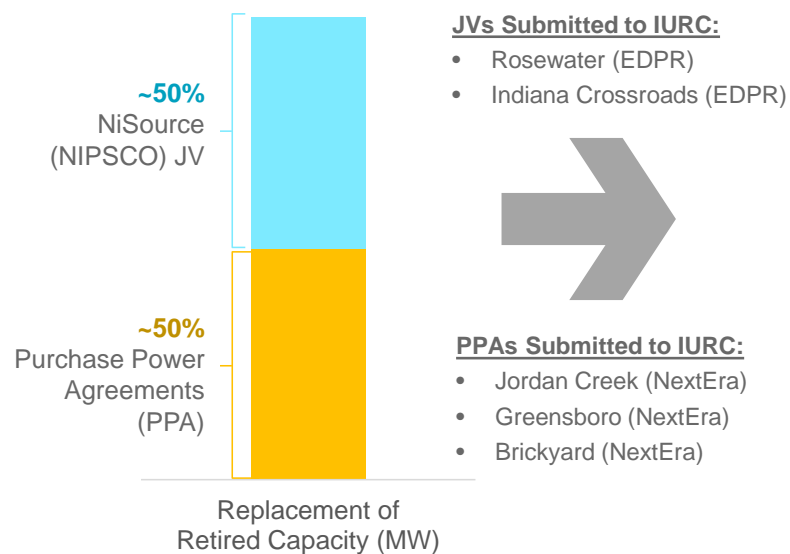 ~50%
NiSource
(NIPSCO) JV
~50%
Purchase Power
Agreements
(PPA)
Replacement of
Retired Capacity (MW)
JVs Submitted to IURC:
• Rosewater (EDPR)
• Indiana Crossroads (EDPR)
PPAs Submitted to IURC:
• Jordan Creek (NextEra)
• Greensboro (NextEra)
• Brickyard (NextEra)